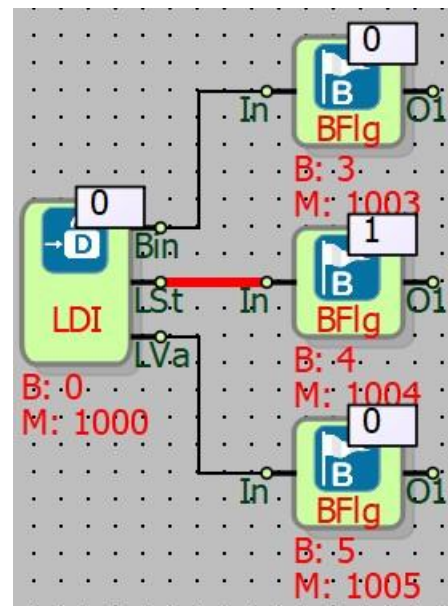 0
B
In
O1
BFlg
B: 3
M: 1003
0
D
Bin
LSt
LVa
LDI
B: 0
M: 1000
1
B
In
O1
BFlg
B: 4
M: 1004
0
B
In
O1
BFlg
B: 5
M: 1005